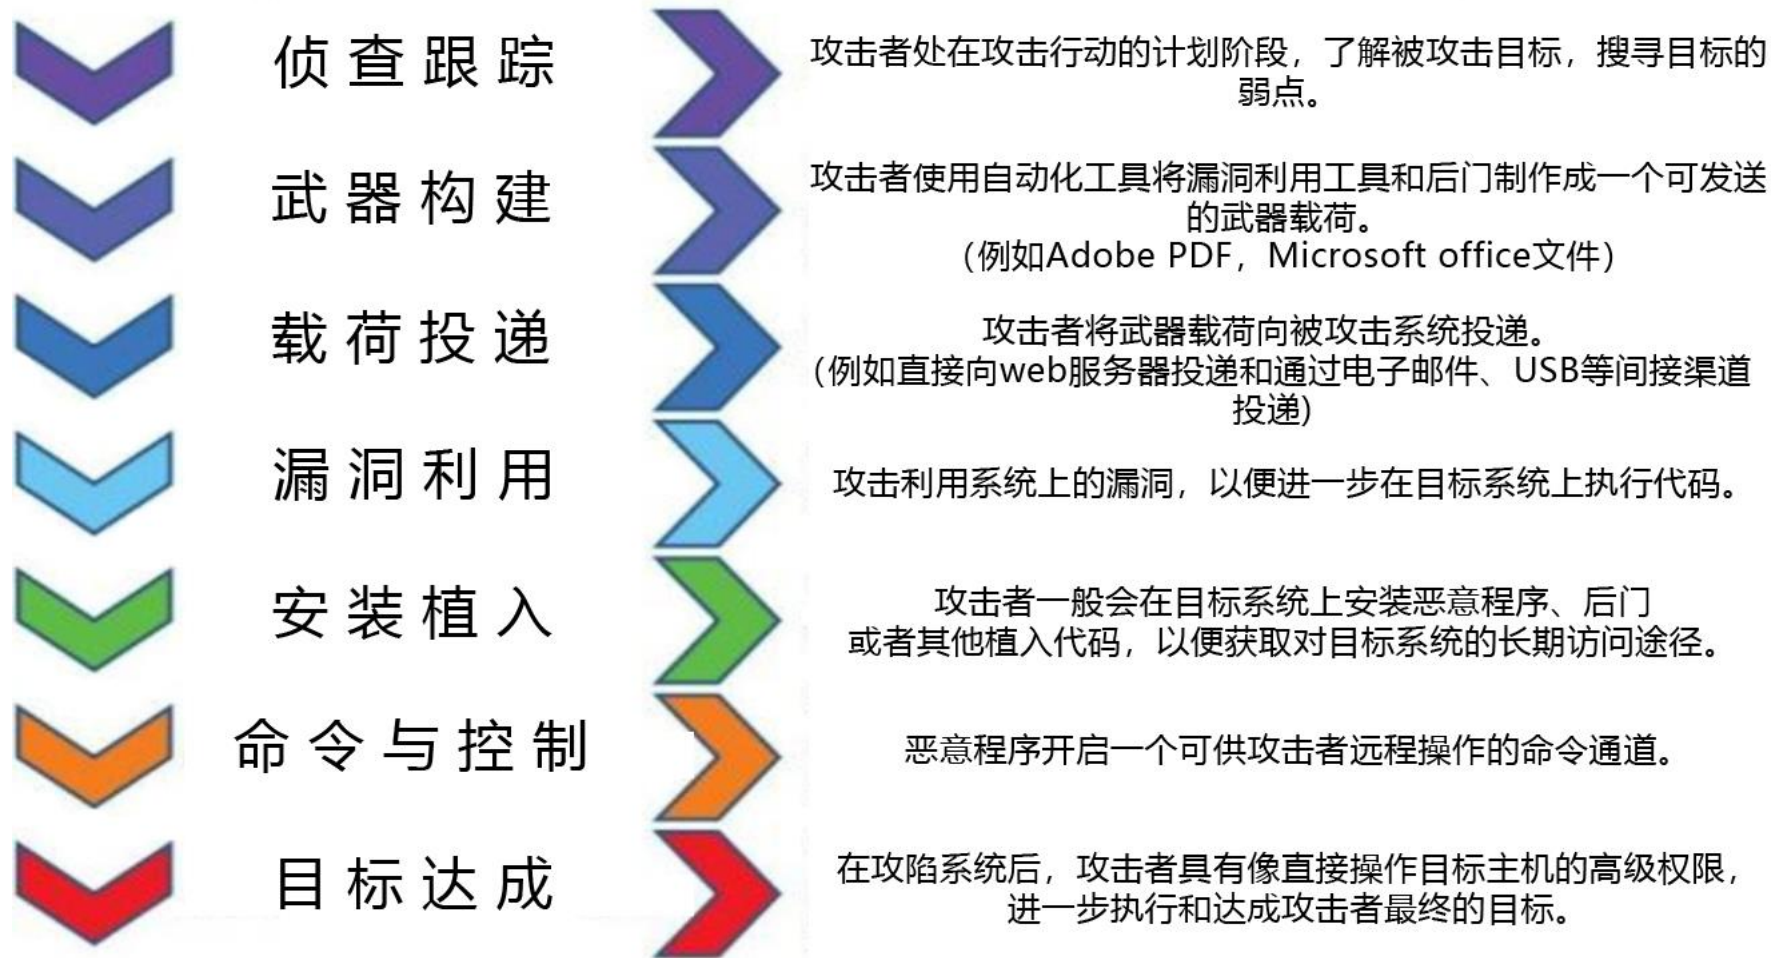 侦查跟踪
攻击者处在攻击行动的计划阶段，了解被攻击目标，搜寻目标的
弱点。
武器构建
攻击者使用自动化工具将漏洞利用工具和后门制作成一个可发送
的武器载荷。
（例如Adobe PDF，Microsoft office文件）
载荷投递
攻击者将武器载荷向被攻击系统投递。
(例如直接向web服务器投递和通过电子邮件、USB等间接渠道
投递)
漏洞利用
攻击利用系统上的漏洞，以便进一步在目标系统上执行代码。
安装植入
攻击者一般会在目标系统上安装恶意程序、后门
或者其他植入代码，以便获取对目标系统的长期访问途径。
命令与控制
恶意程序开启一个可供攻击者远程操作的命令通道。
目标达成
在攻陷系统后，攻击者具有像直接操作目标主机的高级权限，
进一步执行和达成攻击者最终的目标。